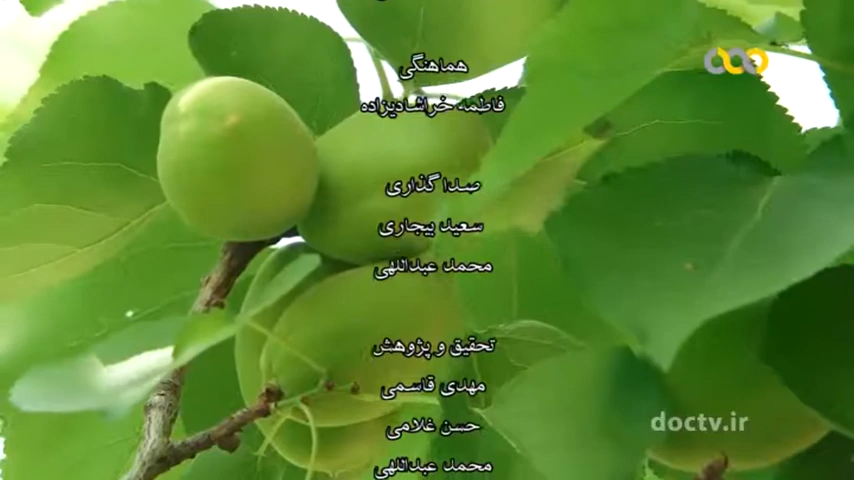 هماهنگی
فاطمه خراشادیزاده
صداگذاری
سعید بیجاری
محمد عبداللهی
تحقیق و پژوهش
مهدی قاسمی
حسن غلامی
doctv.ir
محمد عبداللهی